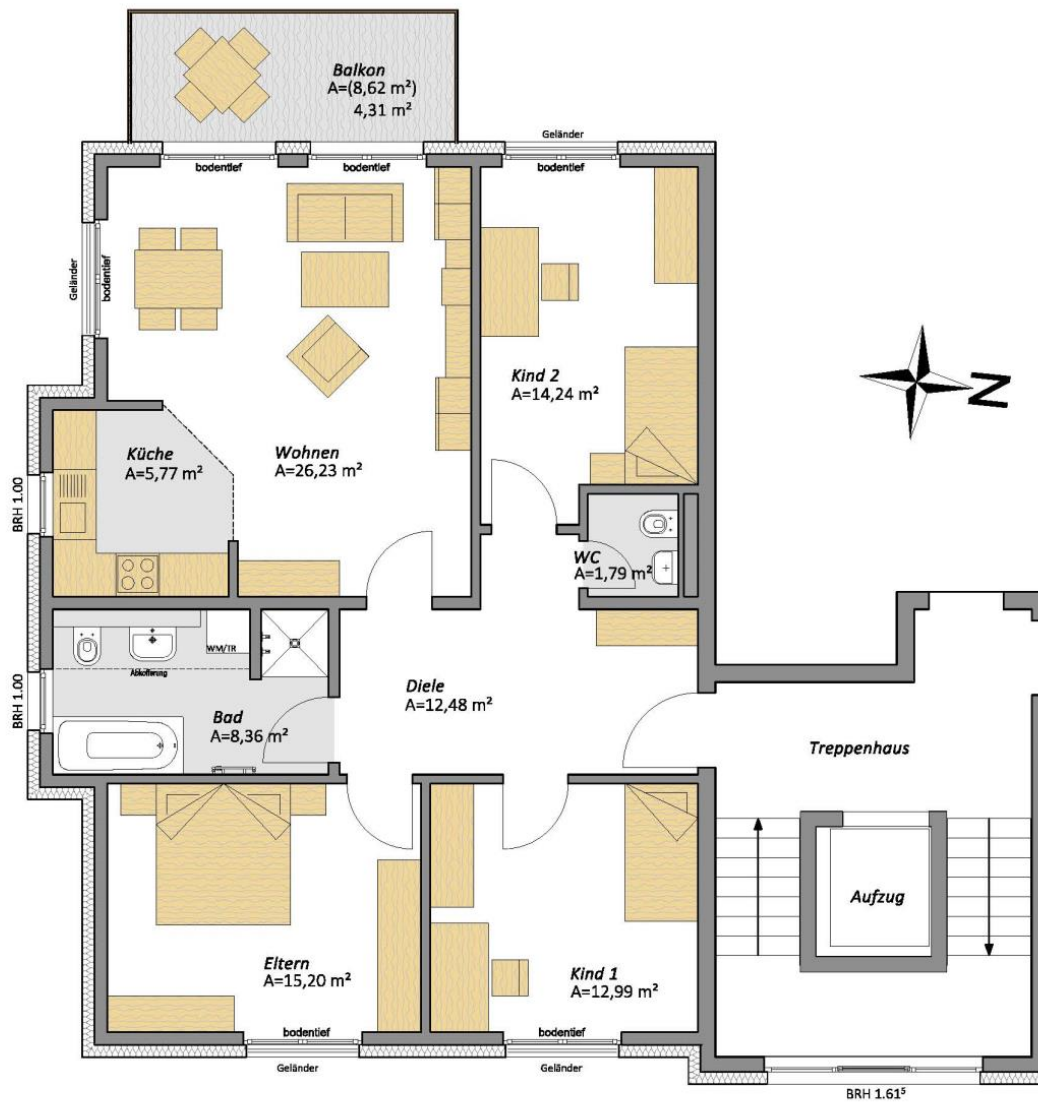 Balkon
A=(8,62 m²)
4,31 m²
Geländer
bodentief
bodentief
bodentief
Geländer
bodentief
Kind 2
A=14,24 m²
Küche
A=5,77 m²
Wohnen
A=26,23 m²
N
BRH 1.00
WC
A=1,79 m²
WM/TR
Abkofferung
BRH 1.00
Bad
A=8,36 m²
Diele
A=12,48 m²
Treppenhaus
Aufzug
Eltern
A=15,20 m²
Kind 1
A=12,99 m²
bodentief
bodentief
Geländer
Geländer
BRH 1.61⁵